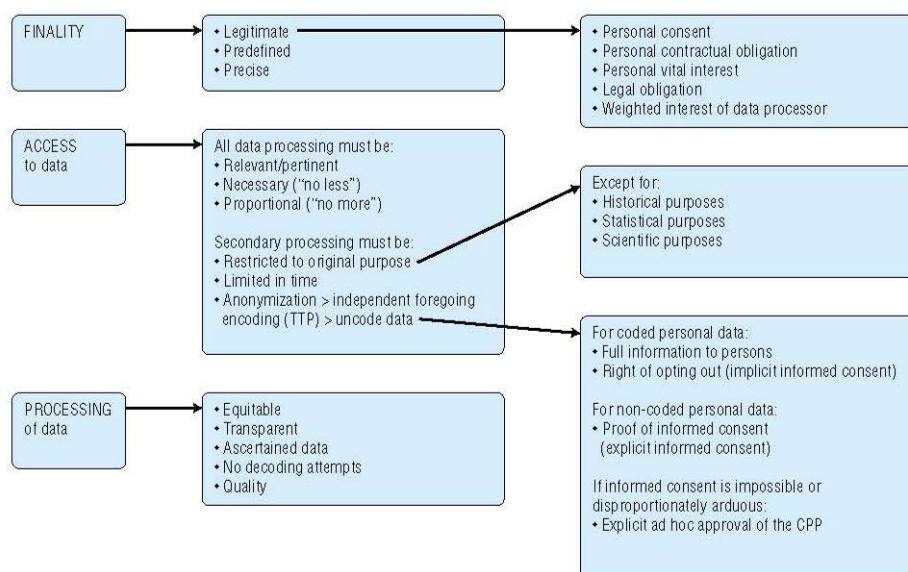 FINALITY
• Legitimate
• Predefined
• Precise
• Personal consent
• Personal contractual obligation
• Personal vital interest
• Legal obligation
• Weighted interest of data processor
ACCESS
to data
All data processing must be:
• Relevant/pertinent
• Necessary (“no less”)
• Proportional (“no more”)
Secondary processing must be:
• Restricted to original purpose
• Limited in time
• Anonymization > independent foregoing
encoding (TTP) > uncode data
Except for:
• Historical purposes
• Statistical purposes
• Scientific purposes
For coded personal data:
• Full information to persons
• Right of opting out (implicit informed consent)
For non-coded personal data:
• Proof of informed consent
(explicit informed consent)
If informed consent is impossible or
disproportionately arduous:
• Explicit ad hoc approval of the CPP
PROCESSING
of data
• Equitable
• Transparent
• Ascertained data
• No decoding attempts
• Quality